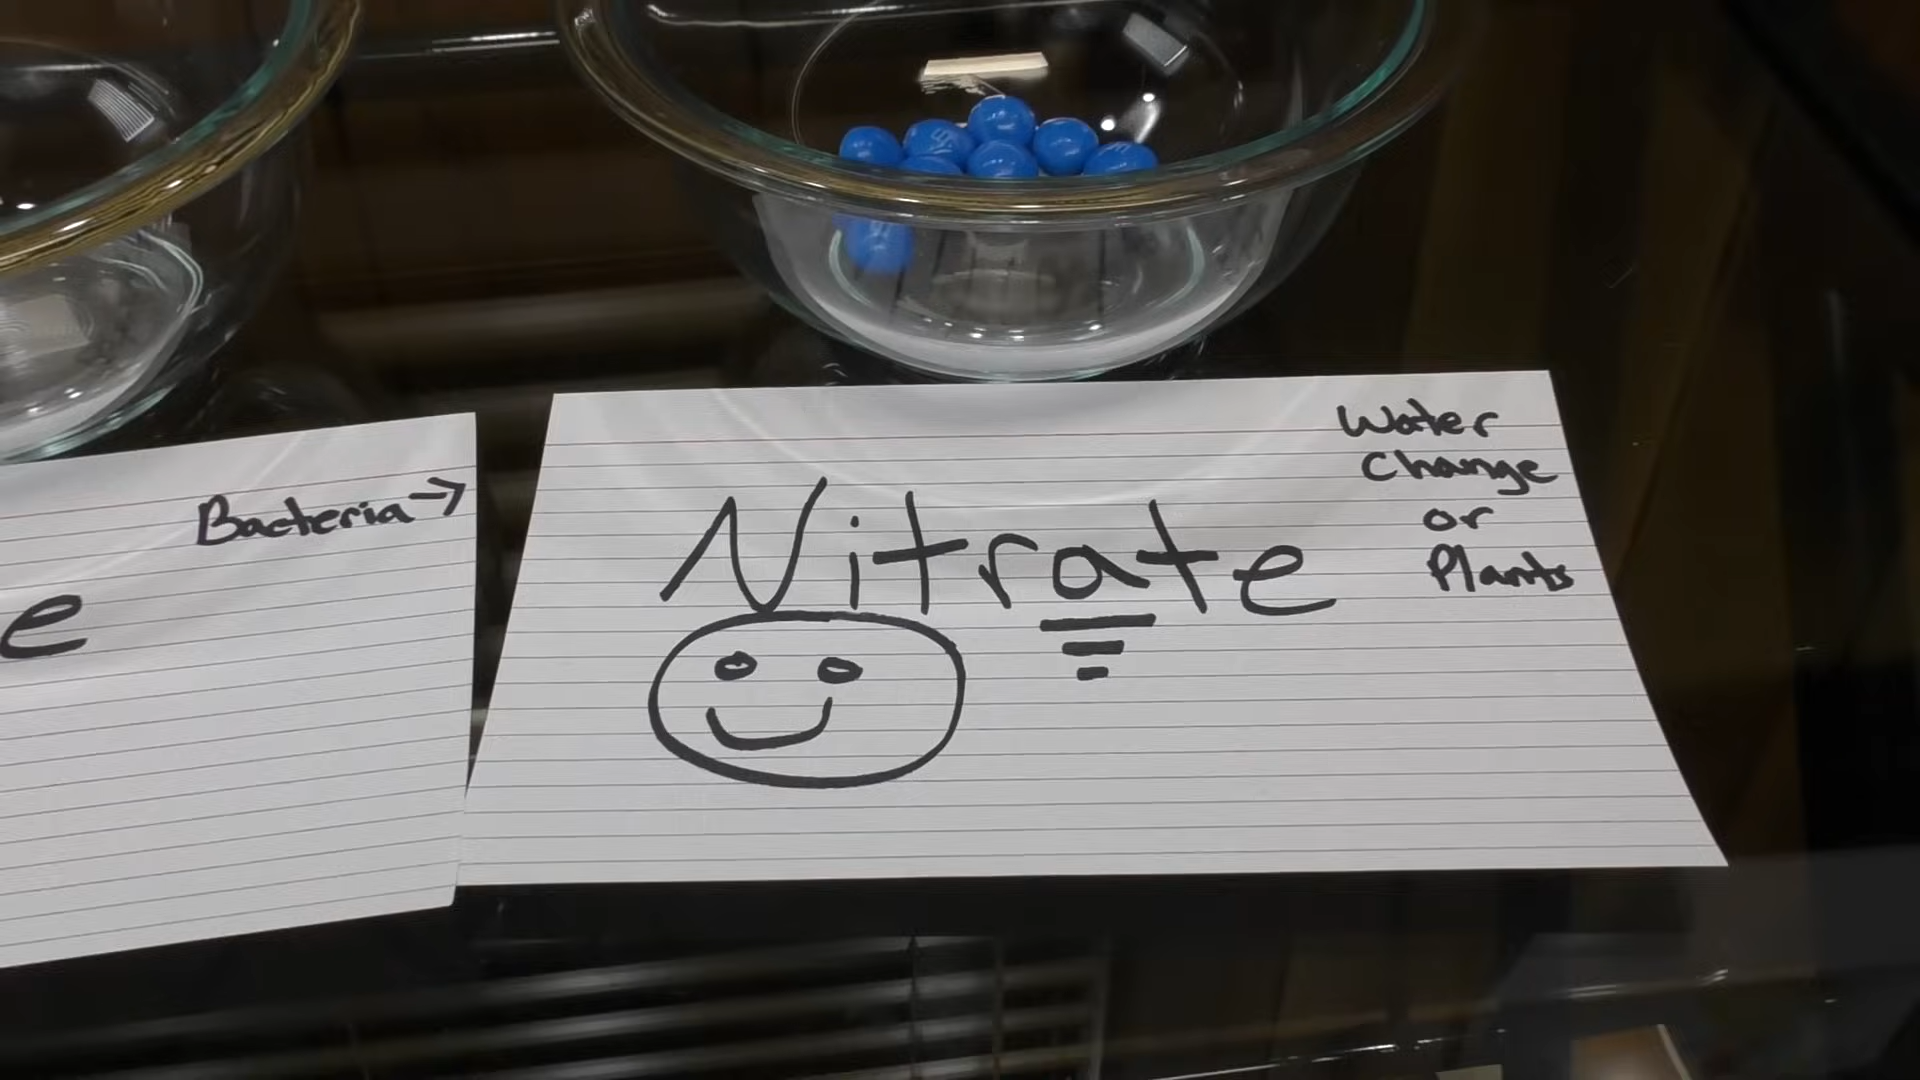 Bacteria →
e
Nitrate
Water
Change
or
Plants